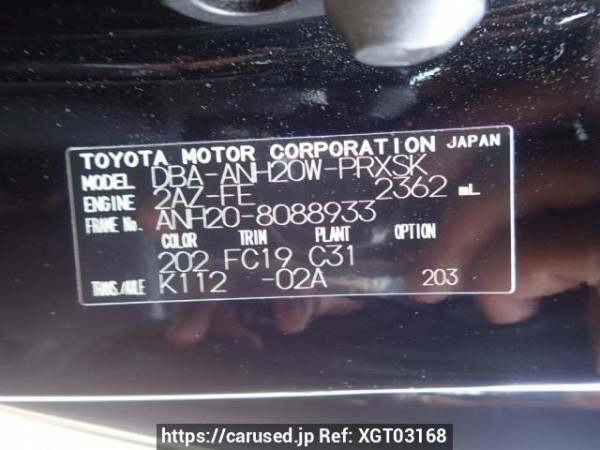 TOYOTA MOTOR CORPORATION JAPAN
MODEL DBA-ANH20W-PRXSK
ENGINE 2AZ-FE 2362 mL
FRAME No. ANH20-8088933
COLOR TRIM PLANT OPTION
202 FC19 C31
TRANS./AXLE K112 -02A 203
https://carused.jp Ref: XGT03168